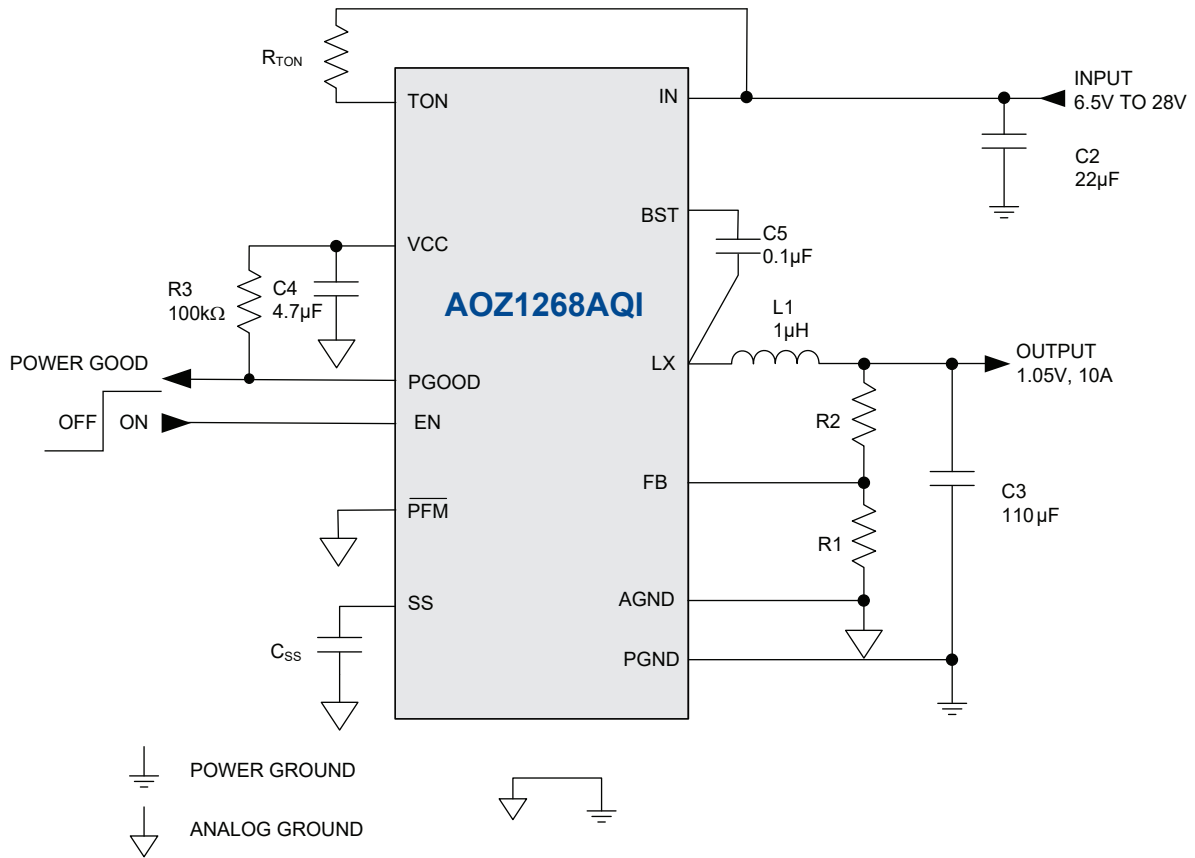 R_TON
TON
IN
INPUT
6.5V TO 28V
C2
22µF
BST
C5
0.1µF
VCC
R3
100kΩ
C4
4.7µF
AOZ1268AQI
L1
1µH
LX
OUTPUT
1.05V, 10A
POWER GOOD
PGOOD
OFF
ON
EN
R2
FB
C3
110µF
PFM
R1
SS
AGND
C_SS
PGND
POWER GROUND
ANALOG GROUND